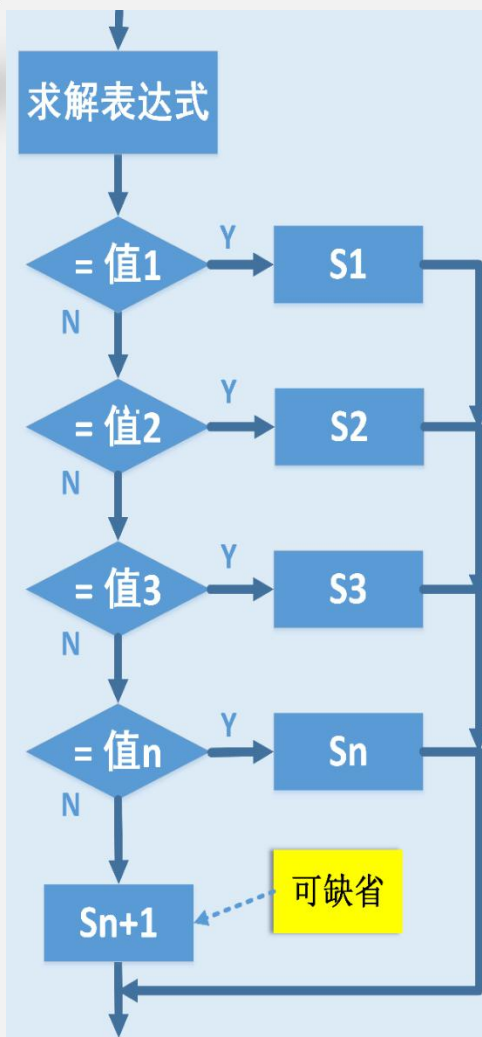 求解表达式
= 值1
Y
S1
N
= 值2
Y
S2
N
= 值3
Y
S3
N
= 值n
Y
Sn
N
可缺省
Sn+1